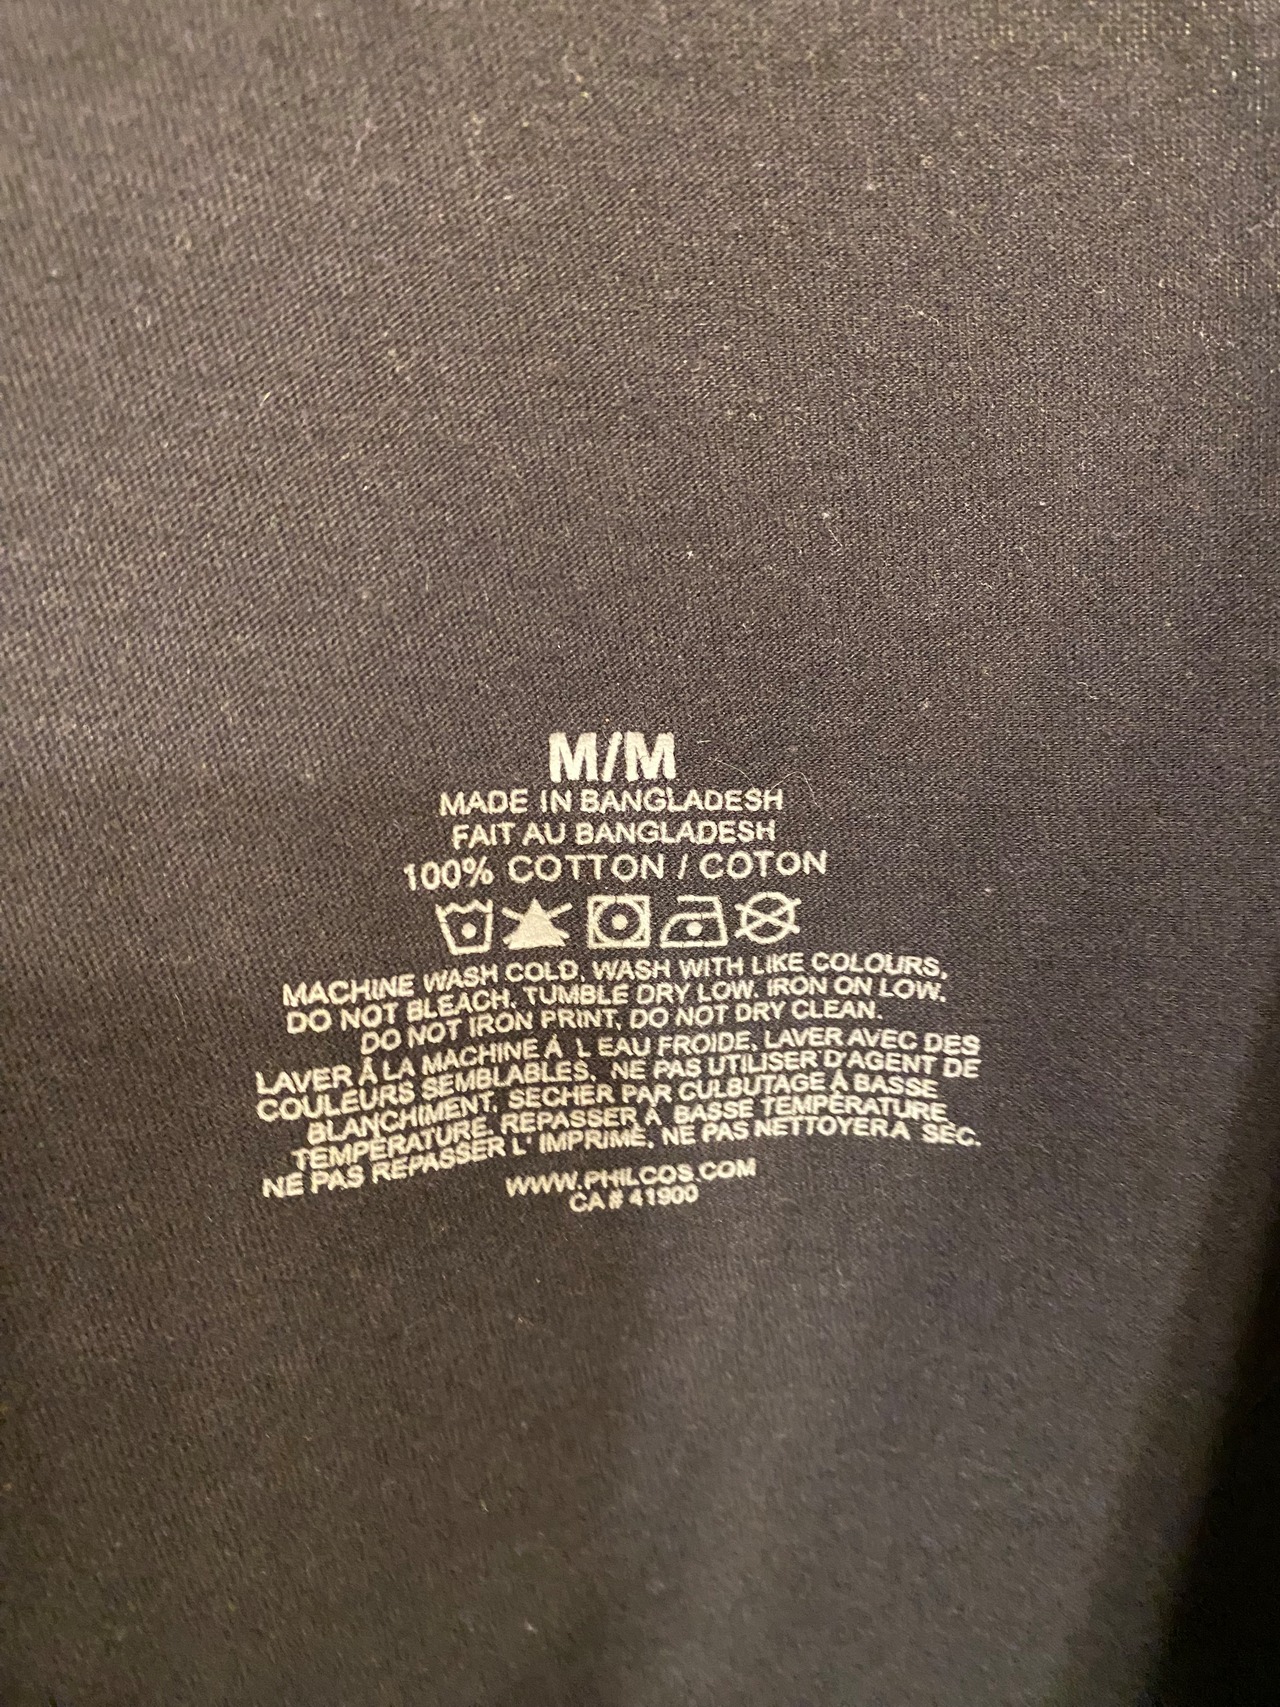 M/M
MADE IN BANGLADESH
FAIT AU BANGLADESH
100% COTTON / COTON
MACHINE WASH COLD, WASH WITH LIKE COLOURS,
DO NOT BLEACH, TUMBLE DRY LOW. IRON ON LOW.
DO NOT IRON PRINT, DO NOT DRY CLEAN.
LAVER À LA MACHINE À L EAU FROIDE, LAVER AVEC DES
COULEURS SEMBLABLES, NE PAS UTILISER D'AGENT DE
BLANCHIMENT, SECHER PAR CULBUTAGE À BASSE
TEMPÉRATURE, REPASSER À BASSE TEMPÉRATURE
NE PAS REPASSER L' IMPRIMÉ, NE PAS NETTOYER A SEC.
WWW.PHILCOS.COM
CA# 41900